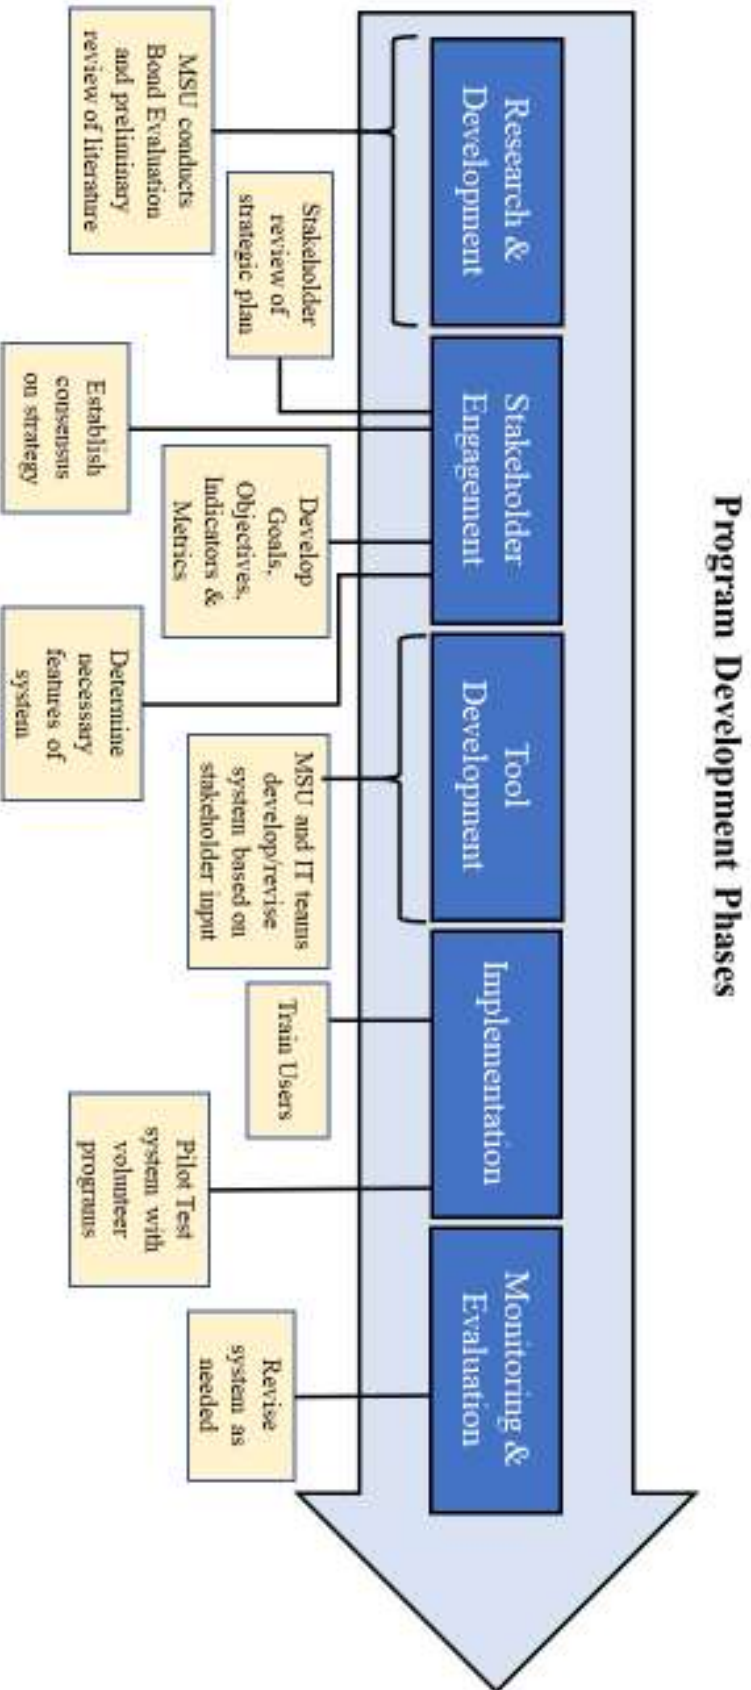 Program Development Phases
Research &
Development
Stakeholder
Engagement
Tool
Development
Implementation
Monitoring &
Evaluation
MSU conducts
Bond Evaluation
and preliminary
review of literature
Stakeholder
review of
strategic plan
Establish
consensus
on strategy
Develop
Goals,
Objectives,
Indicators &
Metrics
Determine
necessary
features of
system
MSU and IT teams
develop/revise
system based on
stakeholder input
Train Users
Pilot Test
system with
volunteer
programs
Revise
system as
needed